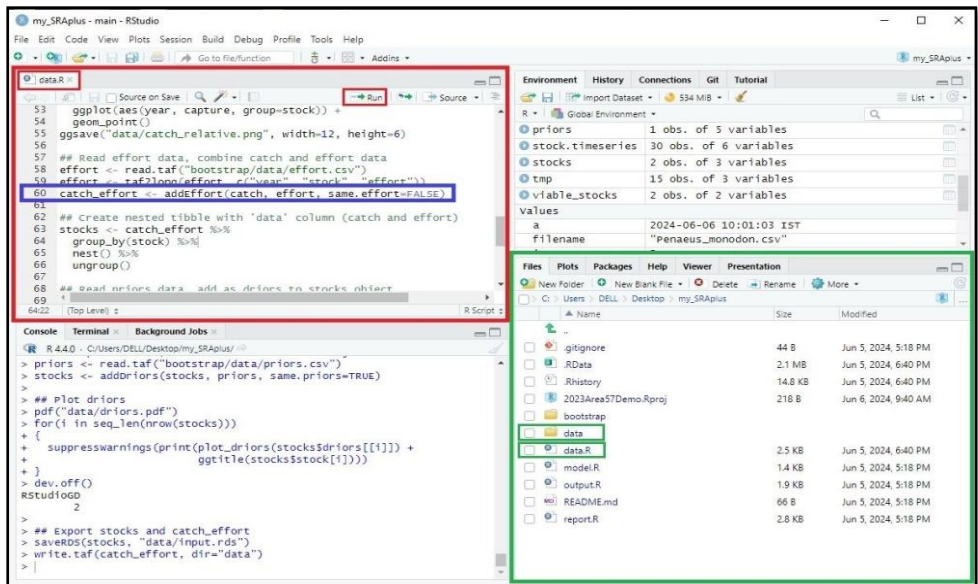 my_SRAplus - main - RStudio
File Edit Code View Plots Session Build Debug Profile Tools Help
Go to file/function Addins
my_SRAplus
data.R
Source on Save Run Source
53 ggplot(aes(year, capture, group=stock)) +
54 geom_point()
55 ggsave("data/catch_relative.png", width=12, height=6)
56
57 ## Read effort data, combine catch and effort data
58 effort <- read.taf("bootstrap/data/effort.csv")
59 effort <- taf2long(effort, c("year", "stock", "effort"))
60 catch_effort <- addEffort(catch, effort, same.effort=FALSE)
61
62 ## Create nested tibble with 'data' column (catch and effort)
63 stocks <- catch_effort %>%
64 group_by(stock) %>%
65 nest() %>%
66 ungroup()
67
68 ## Read priors data, add as driors to stocks object
69
64:22 (Top Level) R Script
Console Terminal Background Jobs
R 4.4.0 · C:/Users/DELL/Desktop/my_SRAplus/
> priors <- read.taf("bootstrap/data/priors.csv")
> stocks <- addDriors(stocks, priors, same.priors=TRUE)
>
> ## Plot driors
> pdf("data/driors.pdf")
> for(i in seq_len(nrow(stocks)))
+ {
+ suppressWarnings(print(plot_driors(stocks$driors[[i]]) +
+ ggtitle(stocks$stock[i])))
+ }
> dev.off()
RStudioGD
2
>
> ## Export stocks and catch_effort
> saveRDS(stocks, "data/input.rds")
> write.taf(catch_effort, dir="data")
>
Environment History Connections Git Tutorial
Import Dataset 534 MiB List
R Global Environment
priors 1 obs. of 5 variables
stock.timeseries 30 obs. of 6 variables
stocks 2 obs. of 3 variables
tmp 15 obs. of 3 variables
viable_stocks 2 obs. of 2 variables
Values
a 2024-06-06 10:01:03 IST
filename "Penaeus_monodon.csv"
Files Plots Packages Help Viewer Presentation
New Folder New Blank File Delete Rename More
C: Users DELL Desktop my_SRAplus
Name Size Modified
..
.gitignore 44 B Jun 5, 2024, 5:18 PM
.RData 2.1 MB Jun 5, 2024, 6:40 PM
.Rhistory 14.8 KB Jun 5, 2024, 6:40 PM
2023Area57Demo.Rproj 218 B Jun 6, 2024, 9:40 AM
bootstrap
data
data.R 2.5 KB Jun 5, 2024, 6:40 PM
model.R 1.4 KB Jun 5, 2024, 5:18 PM
output.R 1.9 KB Jun 5, 2024, 5:18 PM
README.md 66 B Jun 5, 2024, 5:18 PM
report.R 2.8 KB Jun 5, 2024, 5:18 PM